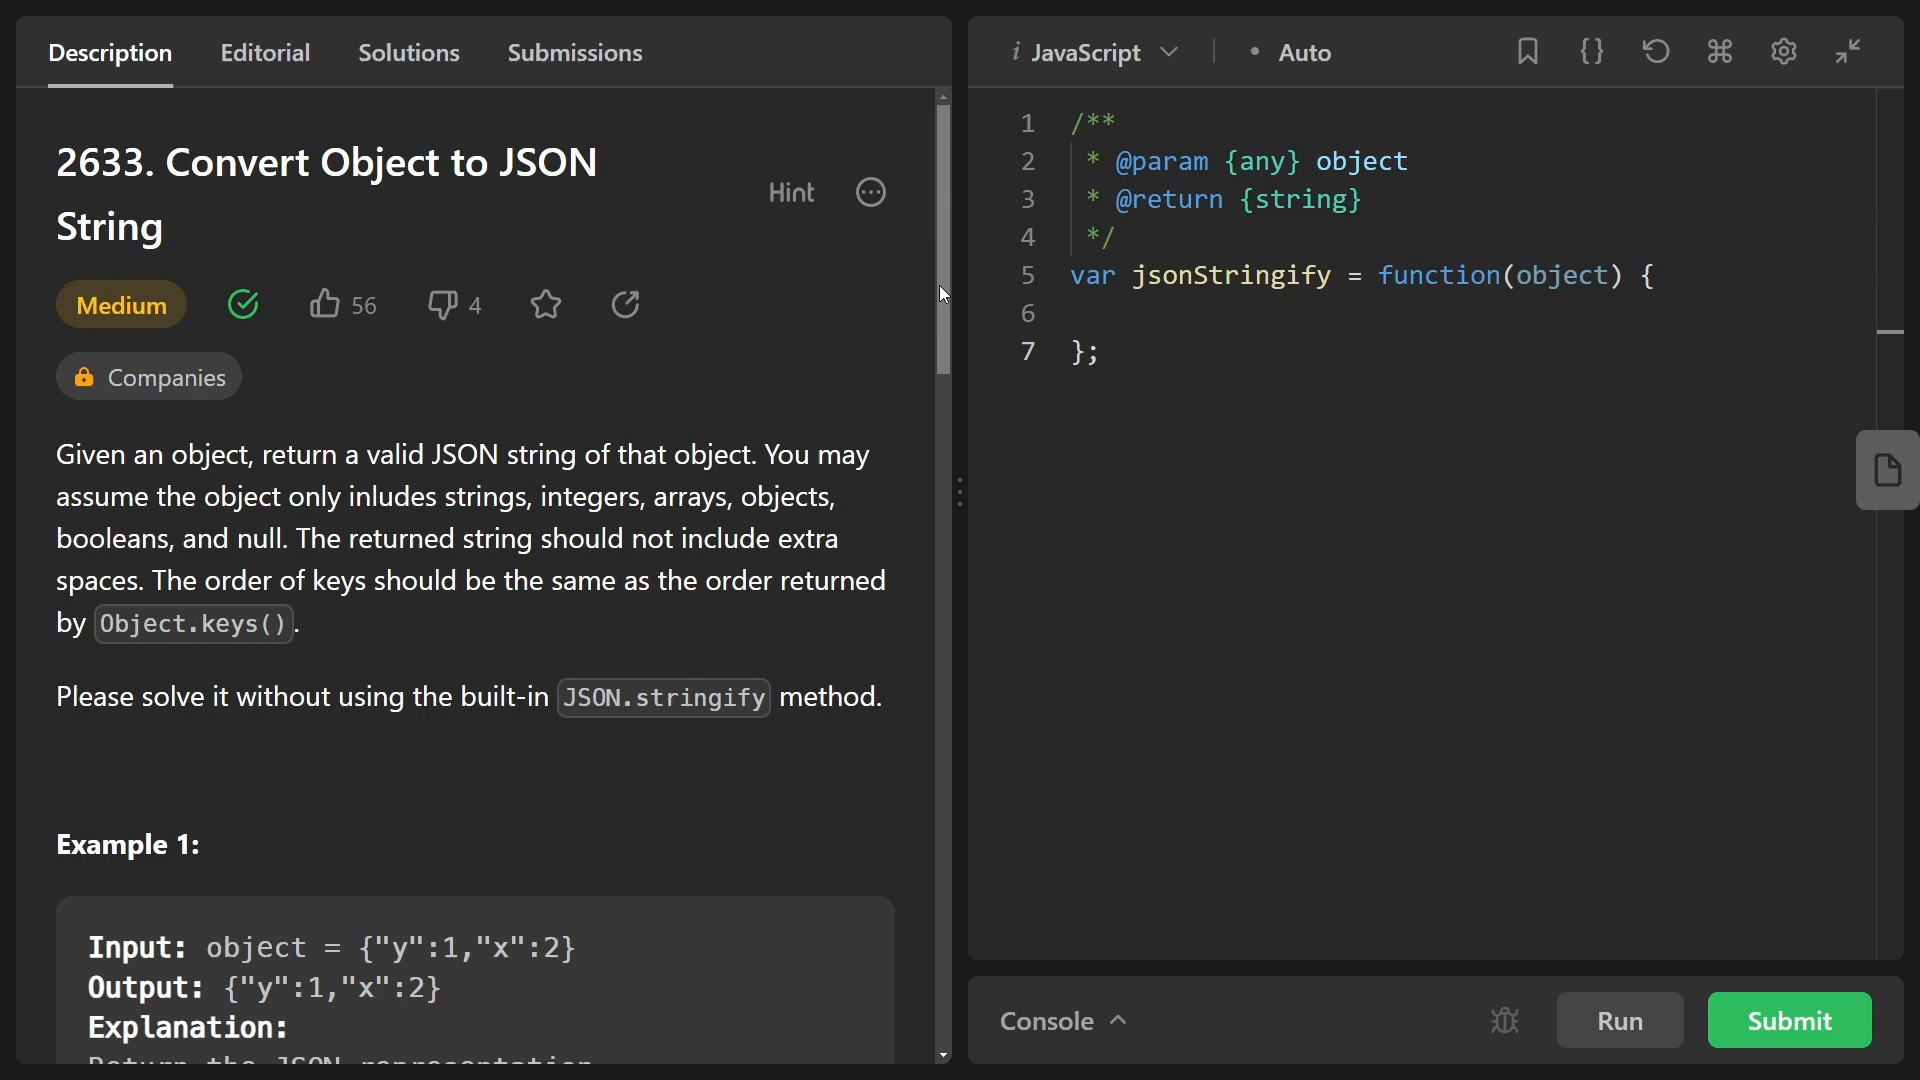 Description Editorial Solutions Submissions
2633. Convert Object to JSON
String
Hint
Medium 56 4
Companies
Given an object, return a valid JSON string of that object. You may
assume the object only inludes strings, integers, arrays, objects,
booleans, and null. The returned string should not include extra
spaces. The order of keys should be the same as the order returned
by Object.keys().
Please solve it without using the built-in JSON.stringify method.
Example 1:
Input: object = {"y":1,"x":2}
Output: {"y":1,"x":2}
Explanation:
Return the JSON representation.
i JavaScript • Auto
1 /**
2 * @param {any} object
3 * @return {string}
4 */
5 var jsonStringify = function(object) {
6
7 };
Console Run Submit